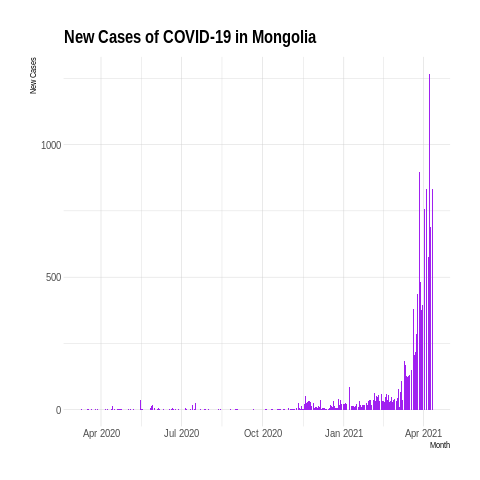 New Cases of COVID-19 in Mongolia
New Cases
1000
500
0
Apr 2020 Jul 2020 Oct 2020 Jan 2021 Apr 2021
Month